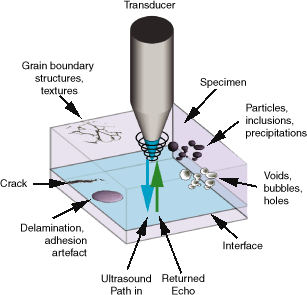 Transducer
Grain boundary
structures,
textures
Specimen
Particles,
inclusions,
precipitations
Crack
Voids,
bubbles,
holes
Delamination,
adhesion
artefact
Interface
Ultrasound
Path in
Returned
Echo